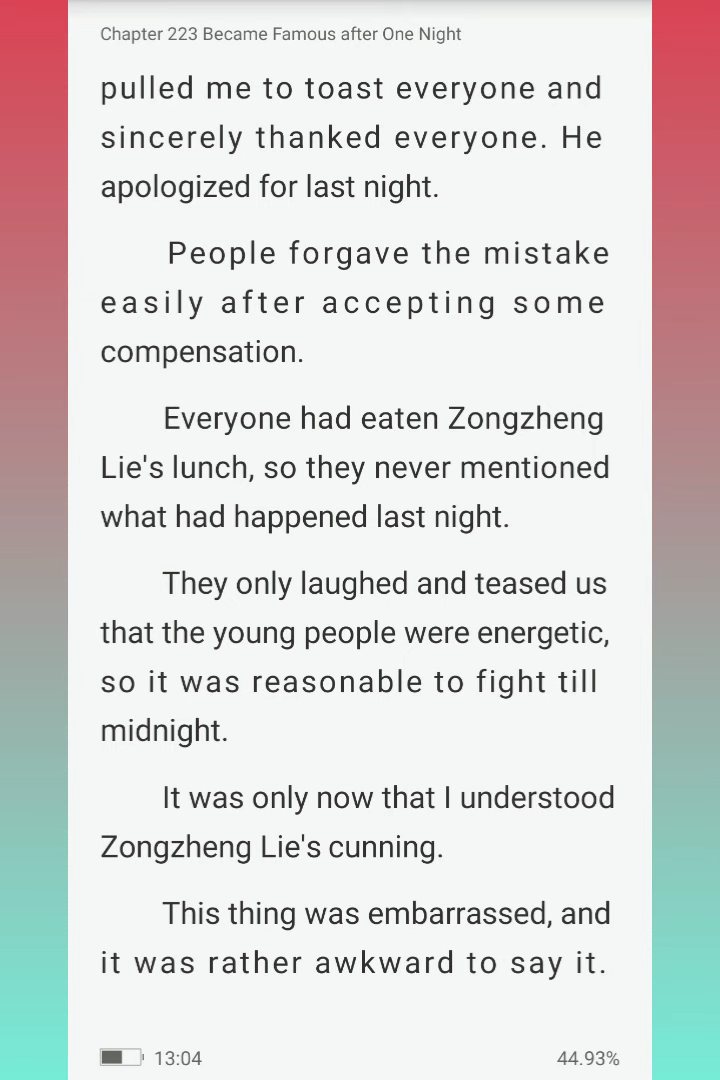 Chapter 223 Became Famous after One Night
pulled me to toast everyone and
sincerely thanked everyone. He
apologized for last night.
People forgave the mistake
easily after accepting some
compensation.
Everyone had eaten Zongzheng
Lie's lunch, so they never mentioned
what had happened last night.
They only laughed and teased us
that the young people were energetic,
so it was reasonable to fight till
midnight.
It was only now that I understood
Zongzheng Lie's cunning.
This thing was embarrassed, and
it was rather awkward to say it.
13:04 44.93%